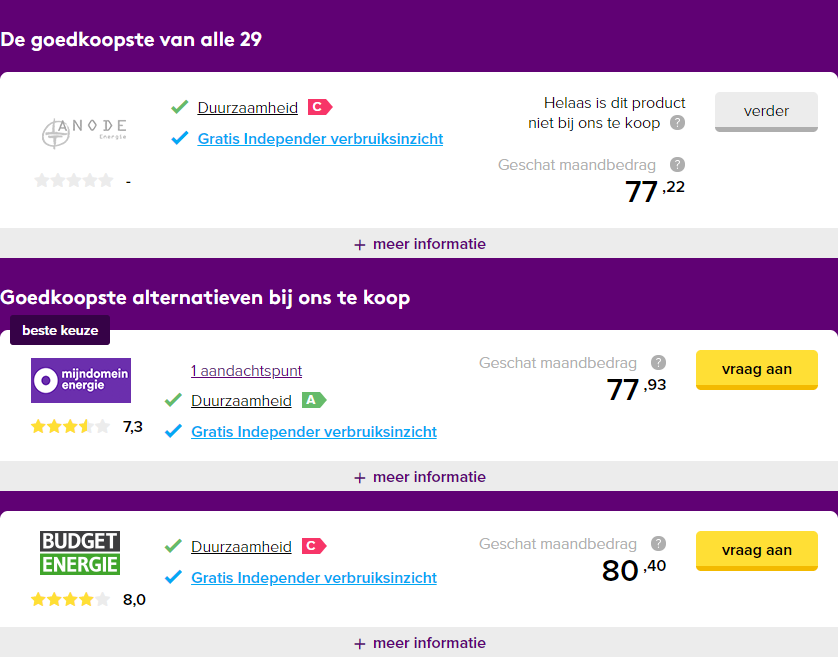 De goedkoopste van alle 29
ANODE
Energie
-
Duurzaamheid C
Gratis Independer verbruiksinzicht
Helaas is dit product
niet bij ons te koop ?
Geschat maandbedrag ?
77,22
verder
+ meer informatie
Goedkoopste alternatieven bij ons te koop
beste keuze
mijndomein
energie
7,3
1 aandachtspunt
Duurzaamheid A
Gratis Independer verbruiksinzicht
Geschat maandbedrag ?
77,93
vraag aan
+ meer informatie
BUDGET
ENERGIE
8,0
Duurzaamheid C
Gratis Independer verbruiksinzicht
Geschat maandbedrag ?
80,40
vraag aan
+ meer informatie